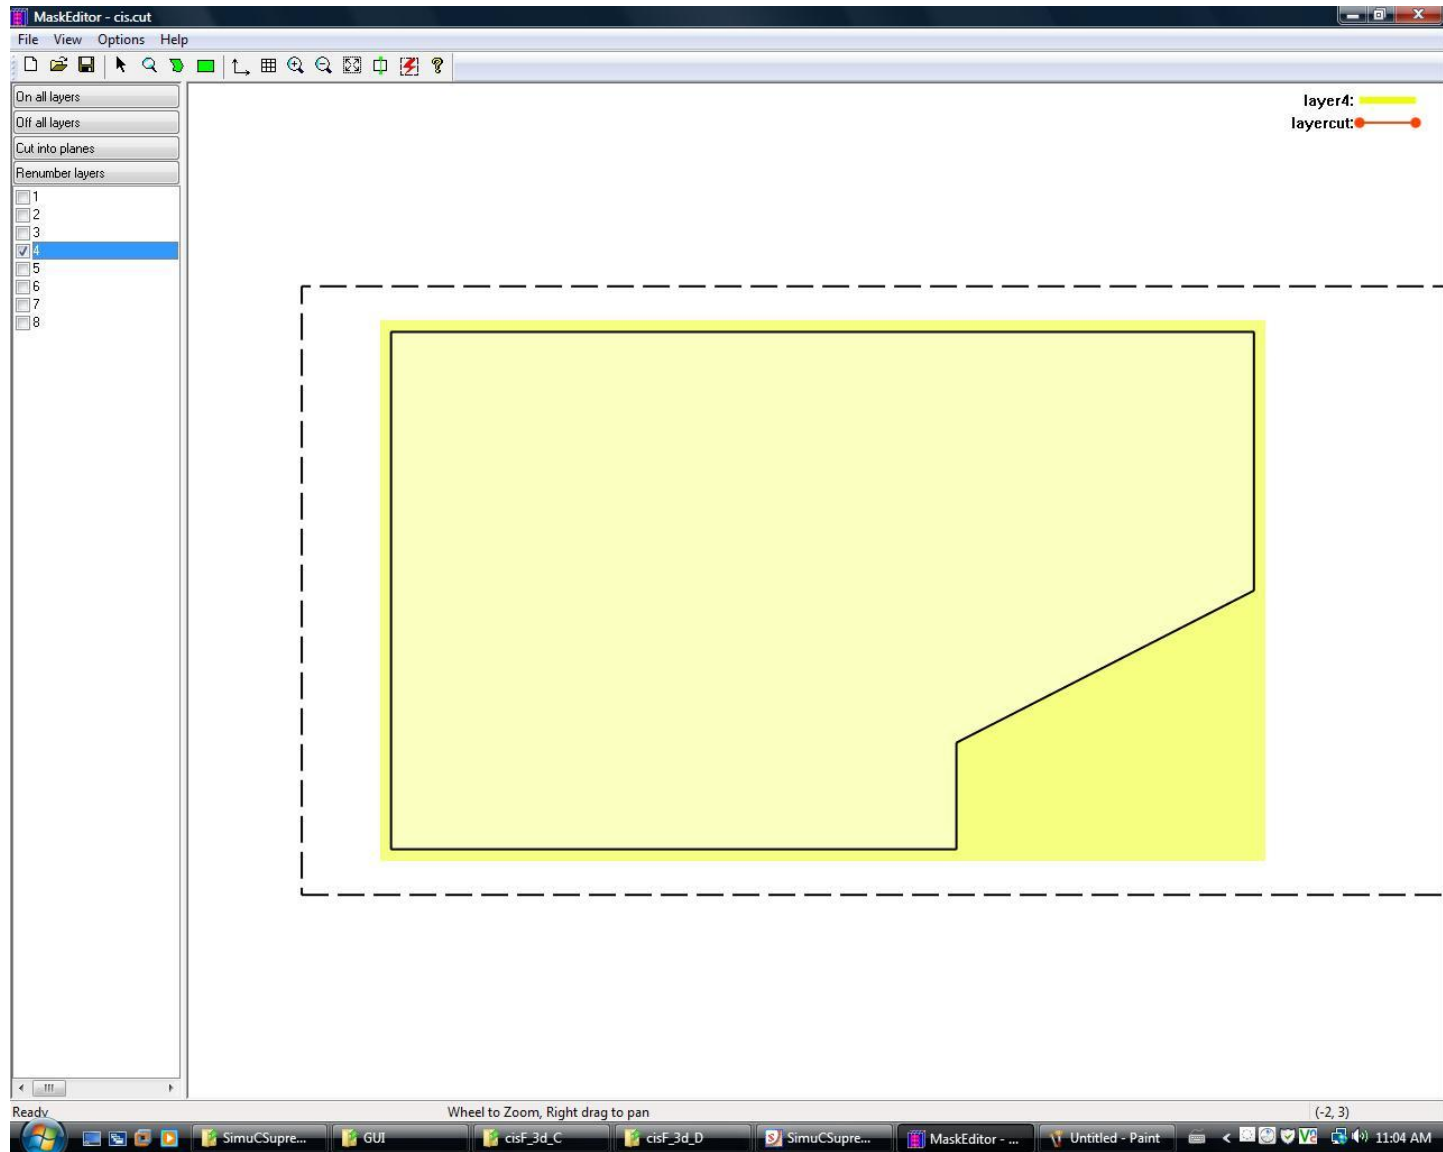 MaskEditor - cis.cut
File View Options Help
On all layers
Off all layers
Cut into planes
Renumber layers
1
2
3
4
5
6
7
8
layer4:
layercut:
Ready Wheel to Zoom, Right drag to pan (-2, 3)
SimuCSupre... GUI cisF_3d_C cisF_3d_D SimuCSupre... MaskEditor - ... Untitled - Paint 11:04 AM